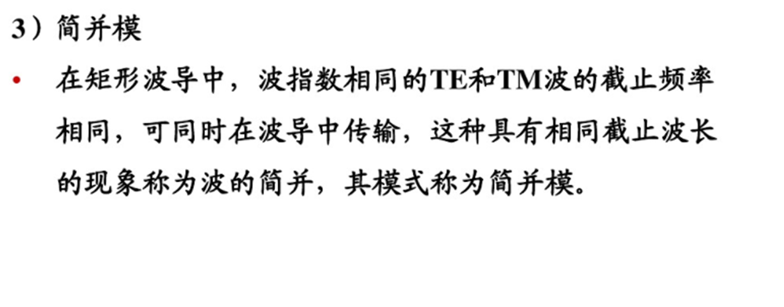 3）简并模
• 在矩形波导中，波指数相同的TE和TM波的截止频率
相同，可同时在波导中传输，这种具有相同截止波长
的现象称为波的简并，其模式称为简并模。